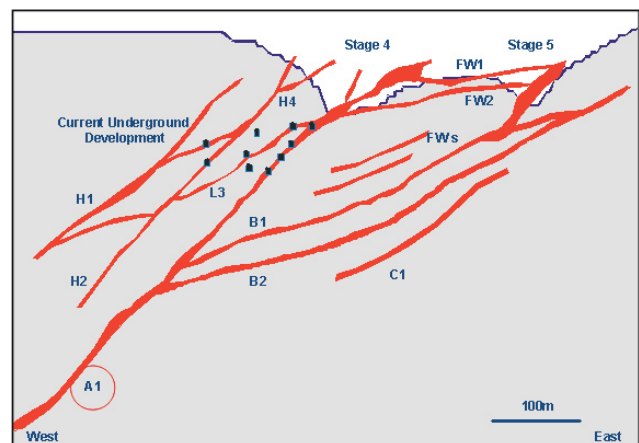 Stage 4
Stage 5
FW1
H4
FW2
Current Underground
Development
FWs
L3
H1
B1
H2
B2
C1
A1
100m
West
East